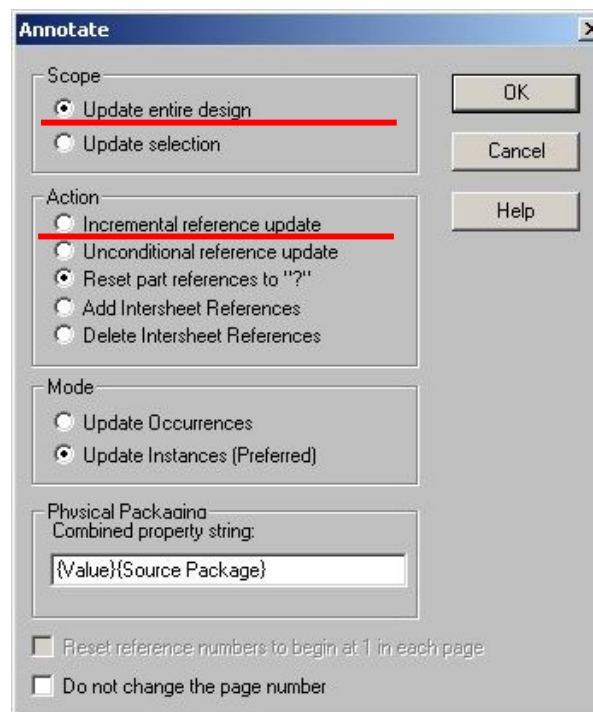 Annotate
Scope
Update entire design
Update selection
OK
Cancel
Help
Action
Incremental reference update
Unconditional reference update
Reset part references to "?"
Add Intersheet References
Delete Intersheet References
Mode
Update Occurrences
Update Instances (Preferred)
Physical Packaging
Combined property string:
{Value}{Source Package}
Reset reference numbers to begin at 1 in each page
Do not change the page number